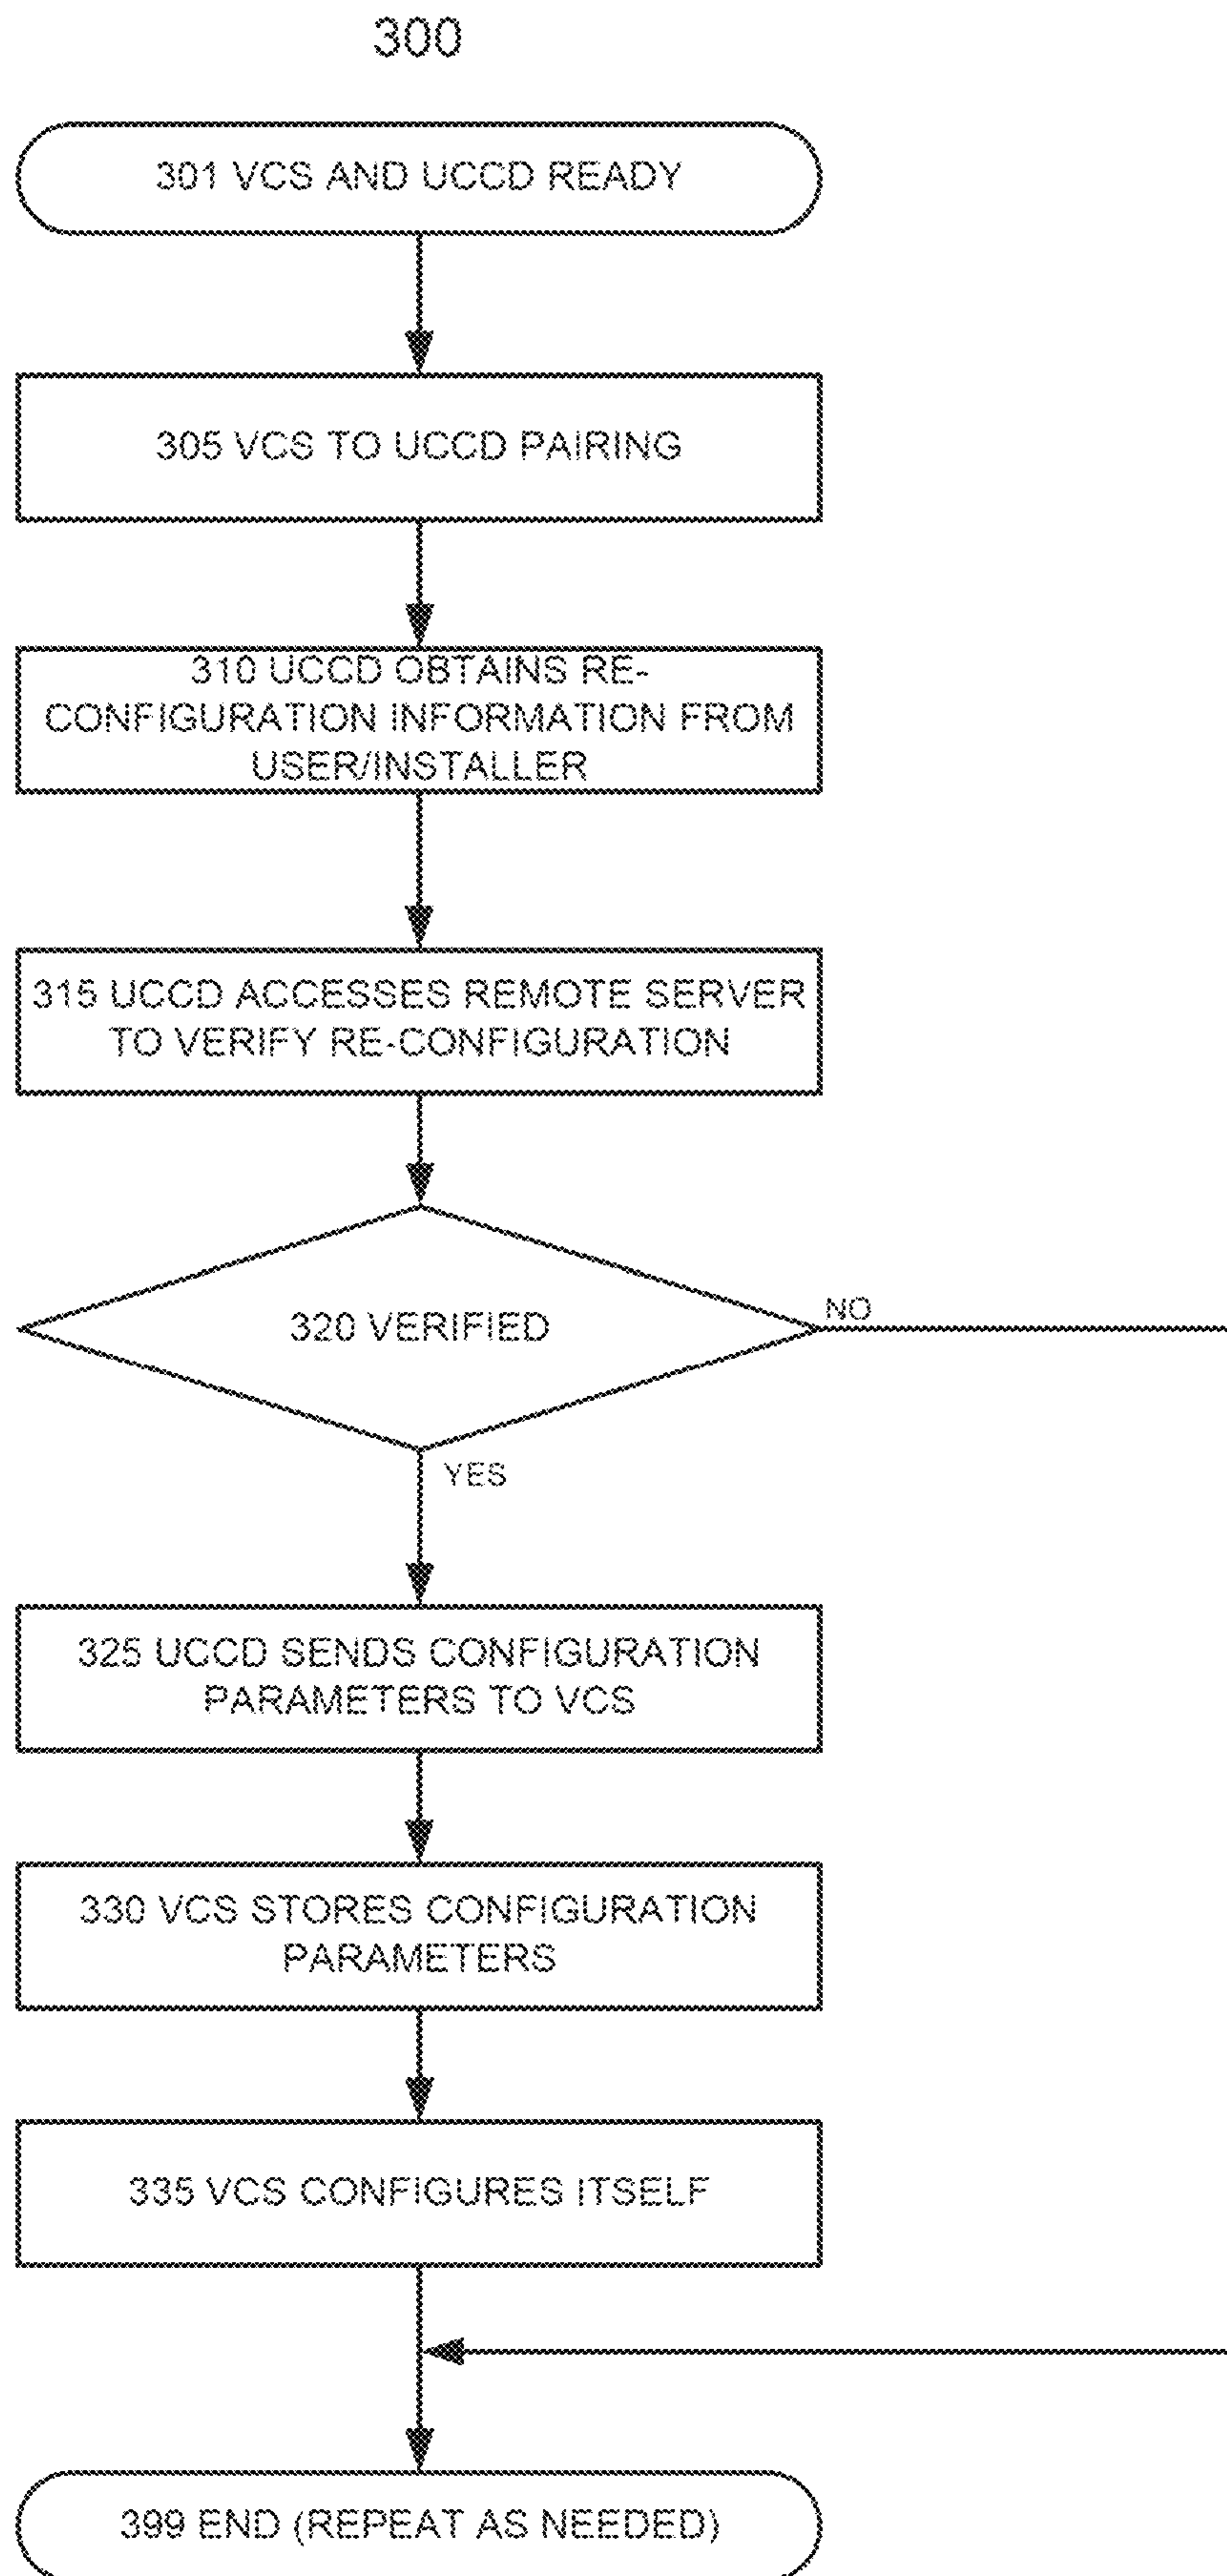 300
301 VCS AND UCCD READY
305 VCS TO UCCD PAIRING
310 UCCD OBTAINS RE-
CONFIGURATION INFORMATION FROM
USER/INSTALLER
315 UCCD ACCESSES REMOTE SERVER
TO VERIFY RE-CONFIGURATION
320 VERIFIED
NO
YES
325 UCCD SENDS CONFIGURATION
PARAMETERS TO VCS
330 VCS STORES CONFIGURATION
PARAMETERS
335 VCS CONFIGURES ITSELF
399 END (REPEAT AS NEEDED)